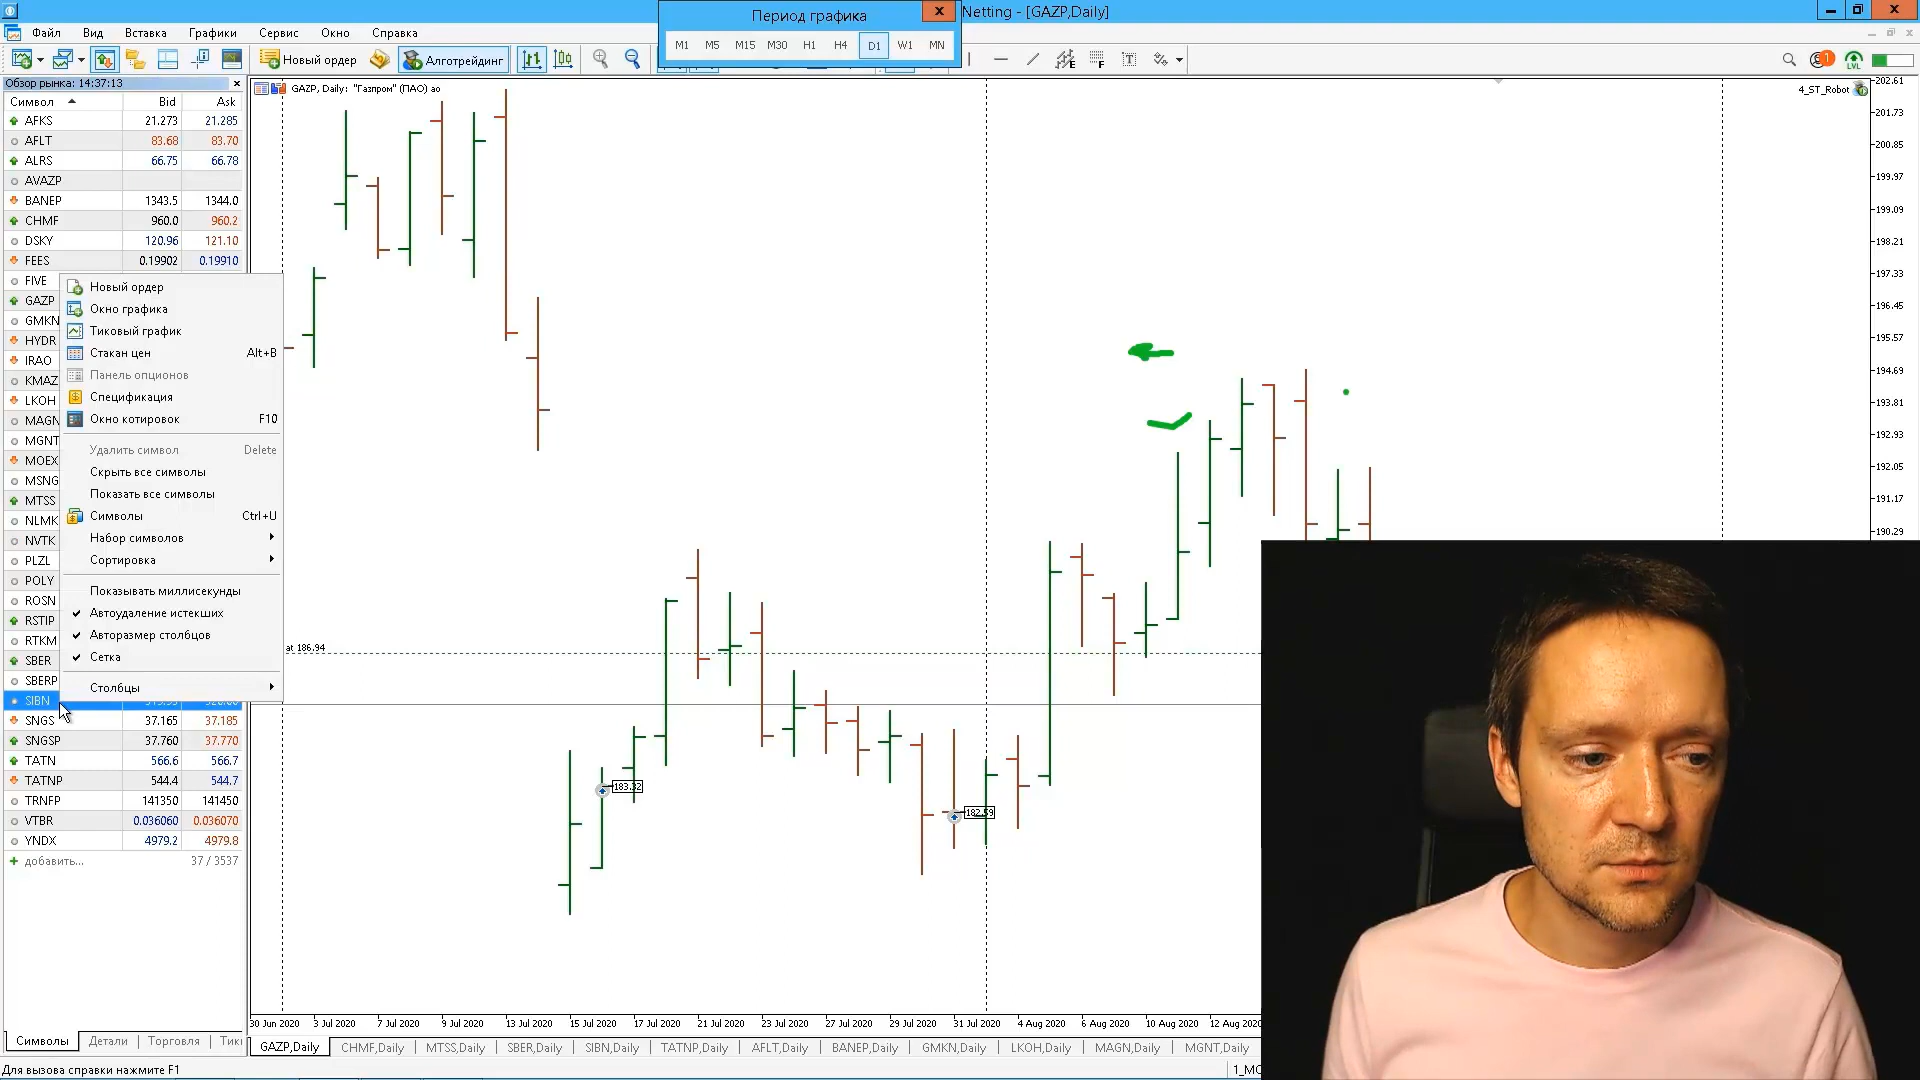 Период графика
Netting - [GAZP,Daily]
Файл Вид Вставка Графики Сервис Окно Справка
Новый ордер Алготрейдинг
M1 M5 M15 M30 H1 H4 D1 W1 MN
Обзор рынка: 14:37:13
Символ Bid Ask
AFKS 21.273 21.285
AFLT 83.68 83.70
ALRS 66.75 66.78
AVAZP
BANEP 1343.5 1344.0
CHMF 960.0 960.2
DSKY 120.96 121.10
FEES 0.19902 0.19910
FIVE
GAZP
GMKN
HYDR
IRAO
KMAZ
LKOH
MAGN
MGNT
MOEX
MSNG
MTSS
NLMK
NVTK
PLZL
POLY
ROSN
RSTIP
RTKM
SBER
SBERP
SIBN
SNGS 37.165 37.185
SNGSP 37.760 37.770
TATN 566.6 566.7
TATNP 544.4 544.7
TRNFP 141350 141450
VTBR 0.036060 0.036070
YNDX 4979.2 4979.8
добавить... 37 / 3537
Новый ордер
Окно графика
Тиковый график
Стакан цен Alt+B
Панель опционов
Спецификация
Окно котировок F10
Удалить символ Delete
Скрыть все символы
Показать все символы
Символы Ctrl+U
Набор символов
Сортировка
Показывать миллисекунды
Автоудаление истекших
Авторазмер столбцов
Сетка
Столбцы
GAZP, Daily: "Газпром" (ПАО) ао
4_ST_Robot
LVL
1
202.61
201.73
200.85
199.97
199.09
198.21
197.33
196.45
195.57
194.69
193.81
192.93
192.05
191.17
190.29
at 186.94
183.32
182.59
30 Jun 2020 3 Jul 2020 7 Jul 2020 9 Jul 2020 13 Jul 2020 15 Jul 2020 17 Jul 2020 21 Jul 2020 23 Jul 2020 27 Jul 2020 29 Jul 2020 31 Jul 2020 4 Aug 2020 6 Aug 2020 10 Aug 2020 12 Aug 2020
Символы Детали Торговля Тик
GAZP,Daily CHMF,Daily MTSS,Daily SBER,Daily SIBN,Daily TATNP,Daily AFLT,Daily BANEP,Daily GMKN,Daily LKOH,Daily MAGN,Daily MGNT,Daily
Для вызова справки нажмите F1